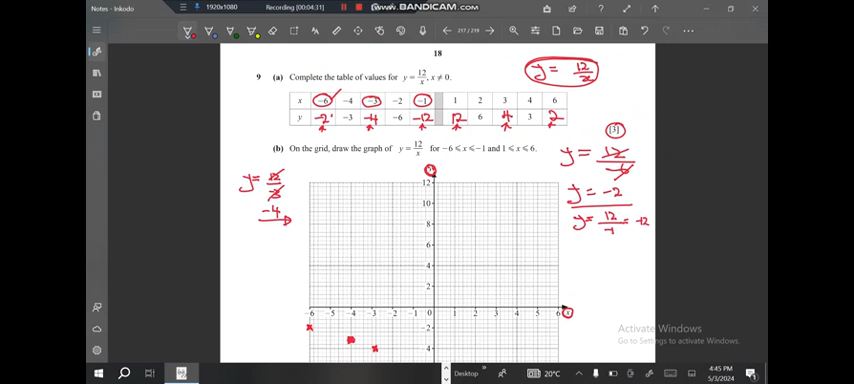 Notes - Inkodo
1920x1080
Recording [00:04:31]
WWW.BANDICAM.COM
217 / 219
18
y = 12/x
9 (a) Complete the table of values for y = 12/x, x ≠ 0.
x -6 -4 -3 -2 -1 1 2 3 4 6
y -2 -3 -4 -6 -12 12 6 4 3 2
[3]
(b) On the grid, draw the graph of y = 12/x for -6 ⩽ x ⩽ -1 and 1 ⩽ x ⩽ 6.
y = 12/-6
y = -2
y = 12/-1 = -12
y = 12/-3
-4
12
10
8
6
4
2
-6 -5 -4 -3 -2 -1 0 1 2 3 4 5 6 x
-2
4
Activate Windows
Go to Settings to activate Windows.
Desktop
20°C
4:45 PM
5/3/2024